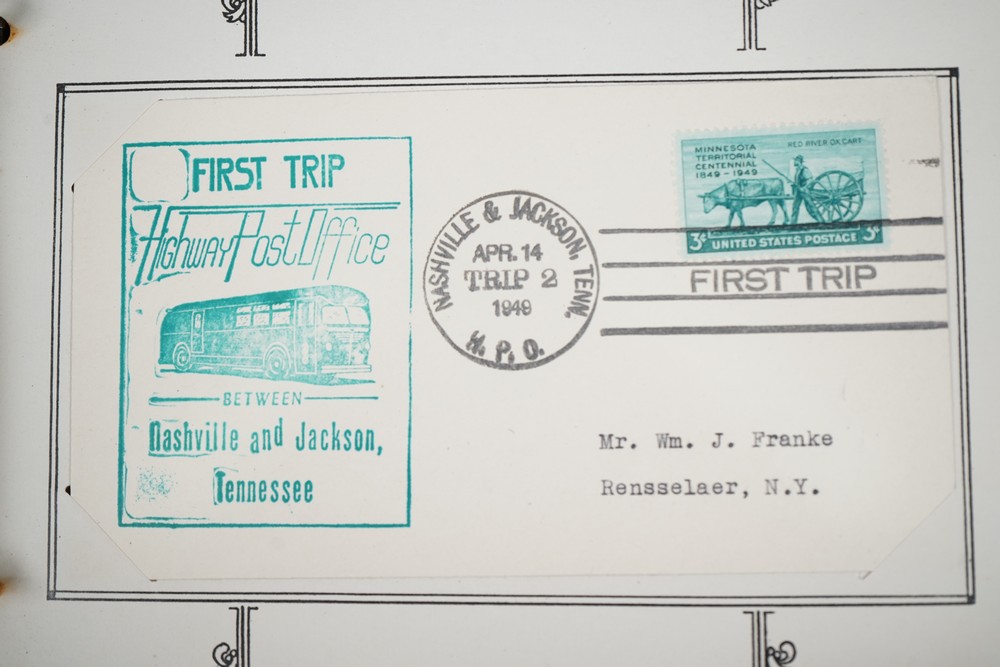 FIRST TRIP
Highway Post Office
BETWEEN
Nashville and Jackson,
Tennessee
NASHVILLE & JACKSON, TENN.
APR. 14
TRIP 2
1949
H. P. O.
MINNESOTA
TERRITORIAL
CENTENNIAL
1849 - 1949
RED RIVER OX CART
3¢ UNITED STATES POSTAGE 3¢
FIRST TRIP
Mr. Wm. J. Franke
Rensselaer, N.Y.